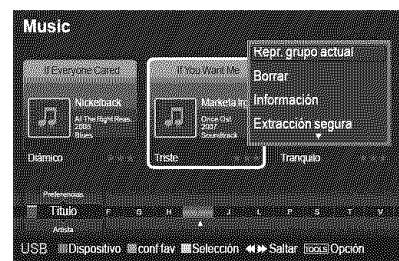 Music
If Everyone Cared
If You Want Me
Repr. grupo actual
Borrar
Información
Extracción segura
Nickelback
All The Right Reas.
2005
Blues
Marketa Irg
Once Ost
2007
Soundtrack
Diámico
Triste
Tranquilo
Preferencias
Título
F G H J L P S T V
Artista
USB Dispositivo conf fav Selección Saltar TOOLS Opción